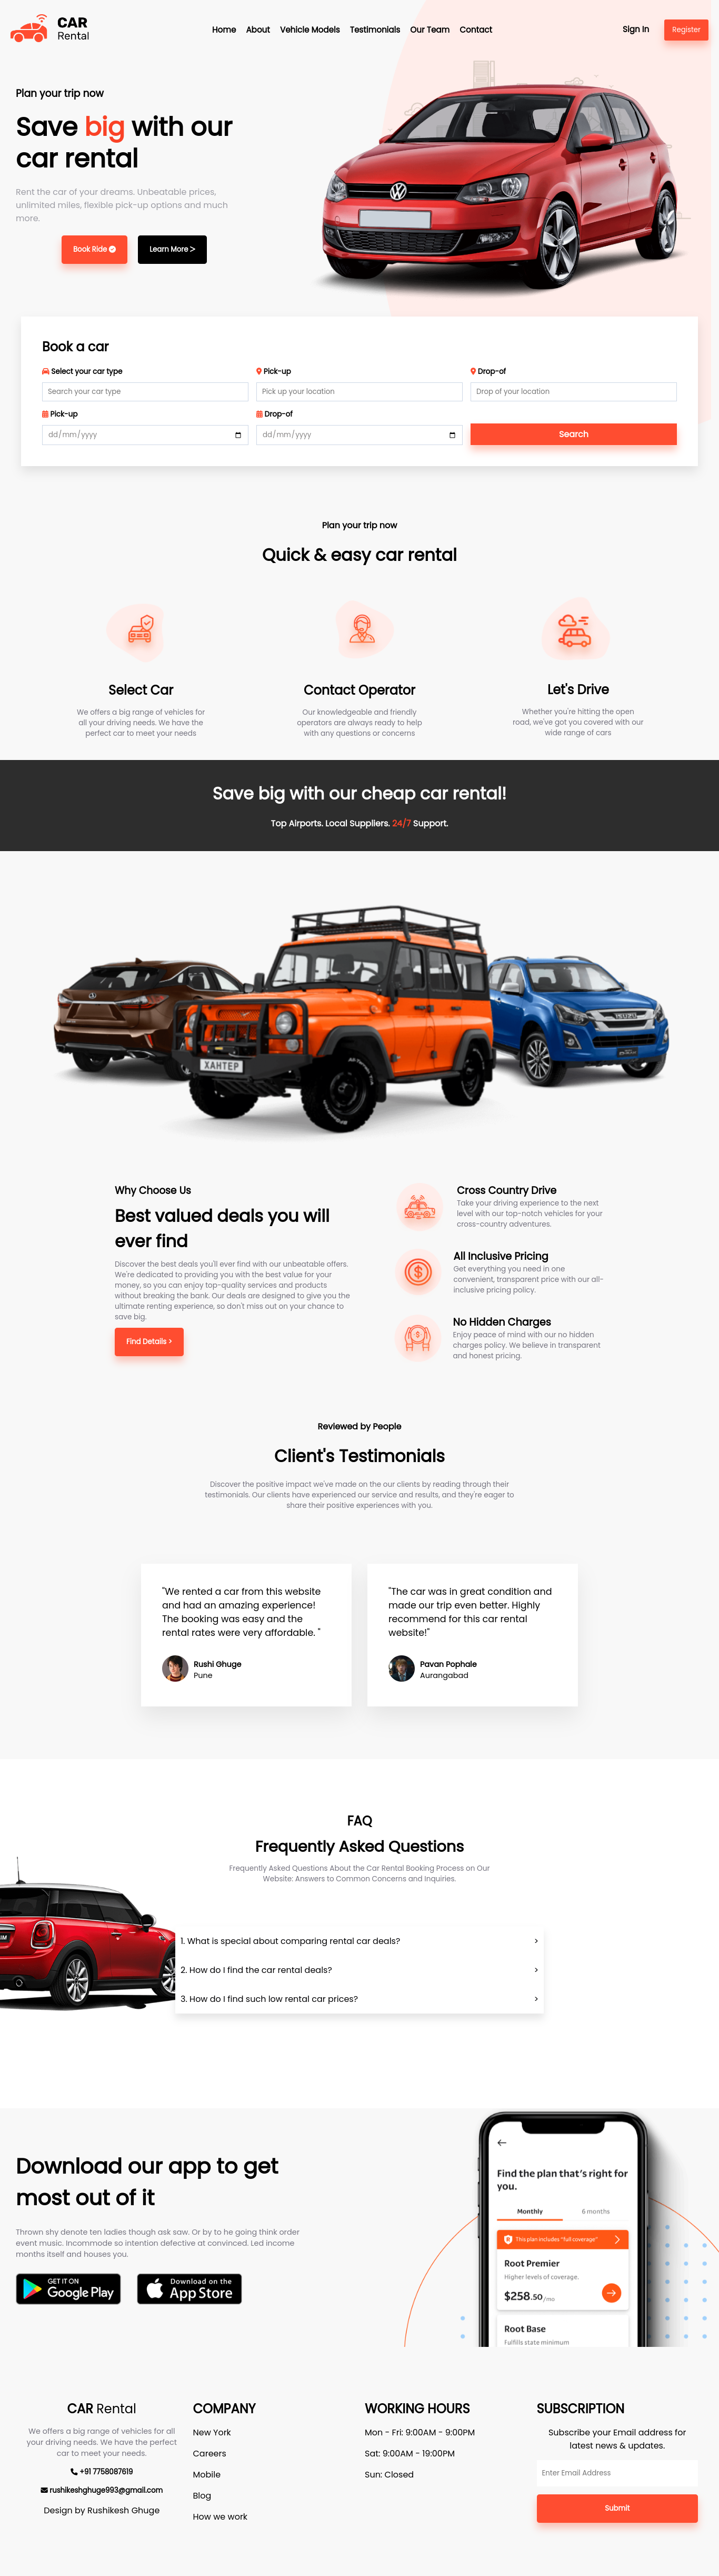 CAR
Rental
Home About Vehicle Models Testimonials Our Team Contact
Sign In
Register
Plan your trip now
Save big with our
car rental
Rent the car of your dreams. Unbeatable prices,
unlimited miles, flexible pick-up options and much
more.
Book Ride
Learn More >
Book a car
Select your car type
Pick-up
Drop-of
Search your car type
Pick up your location
Drop of your location
Pick-up
Drop-of
dd/mm/yyyy
dd/mm/yyyy
Search
Plan your trip now
Quick & easy car rental
Select Car
We offers a big range of vehicles for
all your driving needs. We have the
perfect car to meet your needs
Contact Operator
Our knowledgeable and friendly
operators are always ready to help
with any questions or concerns
Let's Drive
Whether you're hitting the open
road, we've got you covered with our
wide range of cars
Save big with our cheap car rental!
Top Airports. Local Suppliers. 24/7 Support.
ХАНТЕР
ISUZU
Why Choose Us
Best valued deals you will
ever find
Discover the best deals you'll ever find with our unbeatable offers.
We're dedicated to providing you with the best value for your
money, so you can enjoy top-quality services and products
without breaking the bank. Our deals are designed to give you the
ultimate renting experience, so don't miss out on your chance to
save big.
Find Details >
Cross Country Drive
Take your driving experience to the next
level with our top-notch vehicles for your
cross-country adventures.
All Inclusive Pricing
Get everything you need in one
convenient, transparent price with our all-
inclusive pricing policy.
No Hidden Charges
Enjoy peace of mind with our no hidden
charges policy. We believe in transparent
and honest pricing.
Reviewed by People
Client's Testimonials
Discover the positive impact we've made on the our clients by reading through their
testimonials. Our clients have experienced our service and results, and they're eager to
share their positive experiences with you.
"We rented a car from this website
and had an amazing experience!
The booking was easy and the
rental rates were very affordable. "
Rushi Ghuge
Pune
"The car was in great condition and
made our trip even better. Highly
recommend for this car rental
website!"
Pavan Pophale
Aurangabad
FAQ
Frequently Asked Questions
Frequently Asked Questions About the Car Rental Booking Process on Our
Website: Answers to Common Concerns and Inquiries.
1. What is special about comparing rental car deals? >
2. How do I find the car rental deals? >
3. How do I find such low rental car prices? >
Download our app to get
most out of it
Thrown shy denote ten ladies though ask saw. Or by to he going think order
event music. Incommode so intention defective at convinced. Led income
months itself and houses you.
GET IT ON
Google Play
Download on the
App Store
Find the plan that's right for
you.
Monthly
6 months
This plan includes "full coverage"
Root Premier
Higher levels of coverage.
$258.50/mo
Root Base
Fulfills state minimum
CAR Rental
We offers a big range of vehicles for all
your driving needs. We have the perfect
car to meet your needs.
+91 7758087619
rushikeshghuge993@gmail.com
Design by Rushikesh Ghuge
COMPANY
New York
Careers
Mobile
Blog
How we work
WORKING HOURS
Mon - Fri: 9:00AM - 9:00PM
Sat: 9:00AM - 19:00PM
Sun: Closed
SUBSCRIPTION
Subscribe your Email address for
latest news & updates.
Enter Email Address
Submit